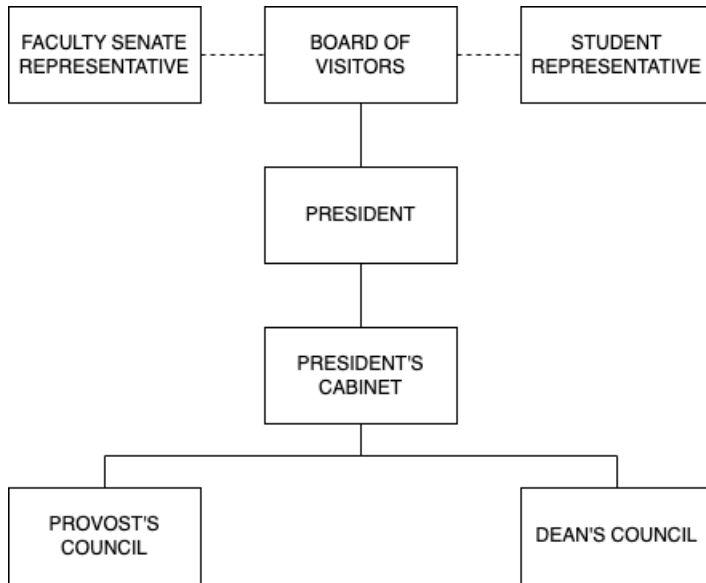 FACULTY SENATE
REPRESENTATIVE
BOARD OF
VISITORS
STUDENT
REPRESENTATIVE
PRESIDENT
PRESIDENT'S
CABINET
PROVOST'S
COUNCIL
DEAN'S COUNCIL